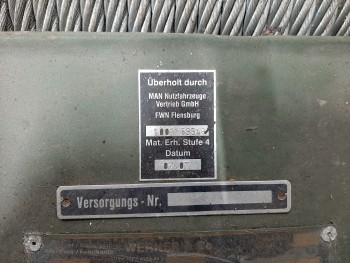 Überholt durch
MAN Nutzfahrzeuge
Vertrieb GmbH
FWN Flensburg
Mat. Erh. Stufe 4
Datum
Versorgungs - Nr.